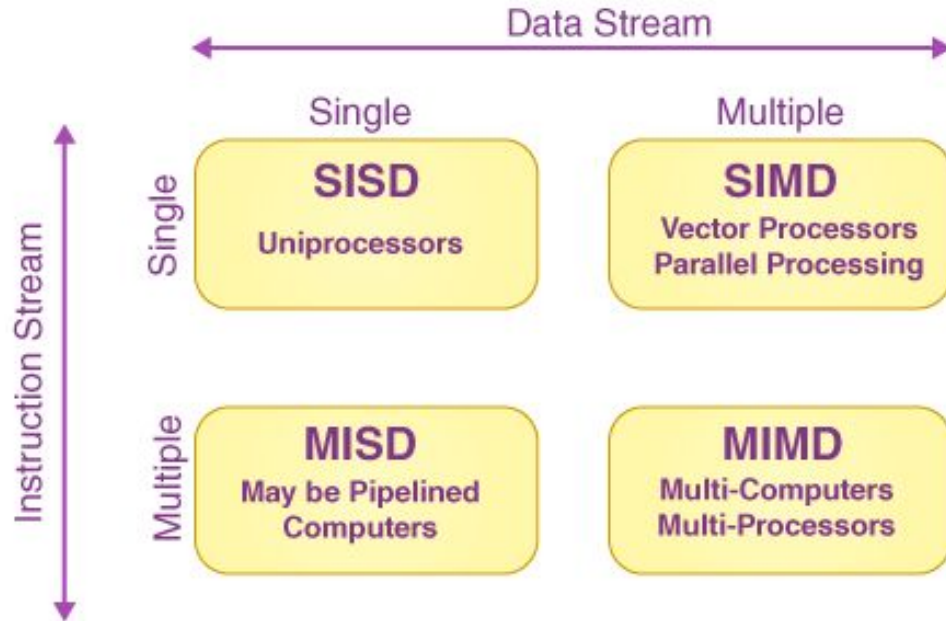 Data Stream
Single
Multiple
Instruction Stream
Single
SISD
Uniprocessors
SIMD
Vector Processors
Parallel Processing
Multiple
MISD
May be Pipelined
Computers
MIMD
Multi-Computers
Multi-Processors